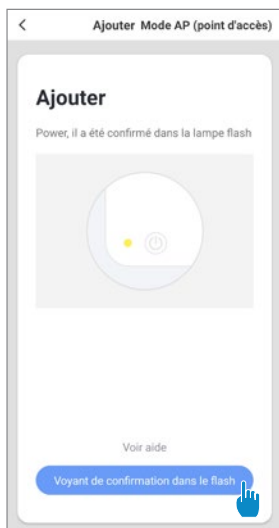 Ajouter Mode AP (point d'accès)
Ajouter
Power, il a été confirmé dans la lampe flash
Voir aide
Voyant de confirmation dans le flash